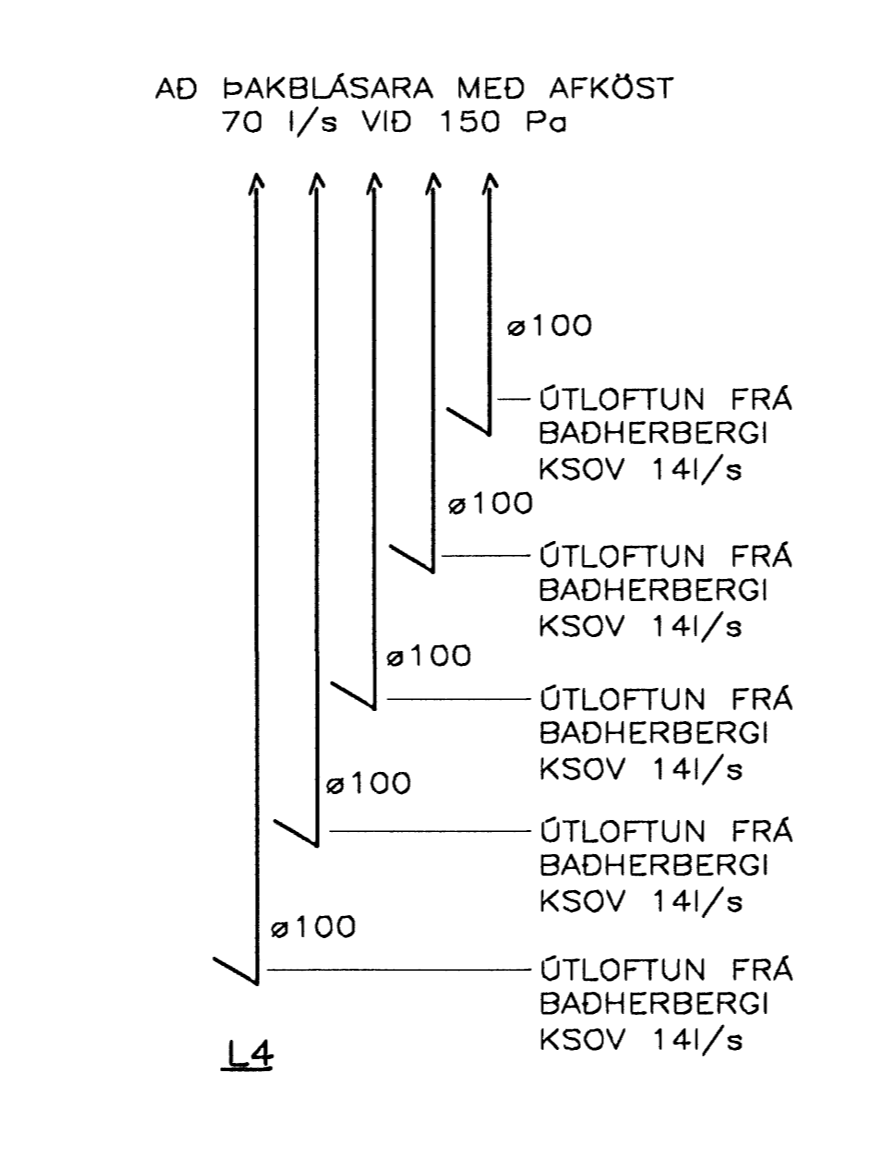 AÐ ÞAKBLÁSARA MEÐ AFKÖST
70 l/s VIÐ 150 Pa
ø100
ÚTLOFTUN FRÁ
BAÐHERBERGI
KSOV 14l/s
ø100
ÚTLOFTUN FRÁ
BAÐHERBERGI
KSOV 14l/s
ø100
ÚTLOFTUN FRÁ
BAÐHERBERGI
KSOV 14l/s
ø100
ÚTLOFTUN FRÁ
BAÐHERBERGI
KSOV 14l/s
ø100
ÚTLOFTUN FRÁ
BAÐHERBERGI
KSOV 14l/s
L4